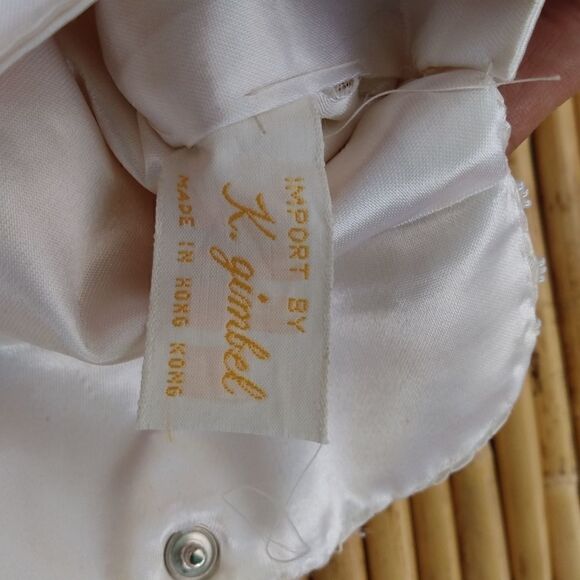 IMPORT BY
K. gimbel
MADE IN HONG KONG